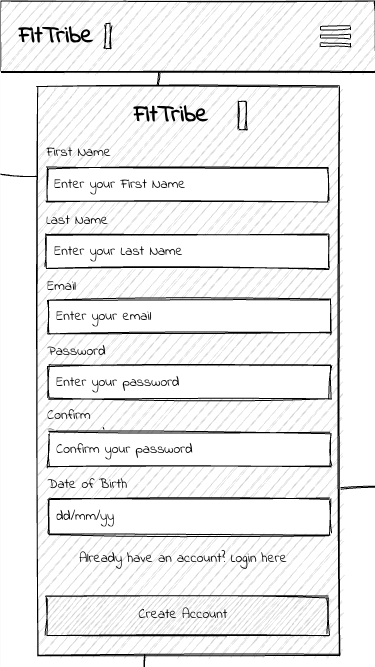 FitTribe
FitTribe
First Name
Enter your First Name
Last Name
Enter your Last Name
Email
Enter your email
Password
Enter your password
Confirm
Confirm your password
Date of Birth
dd/mm/yy
Already have an account? Login here
Create Account